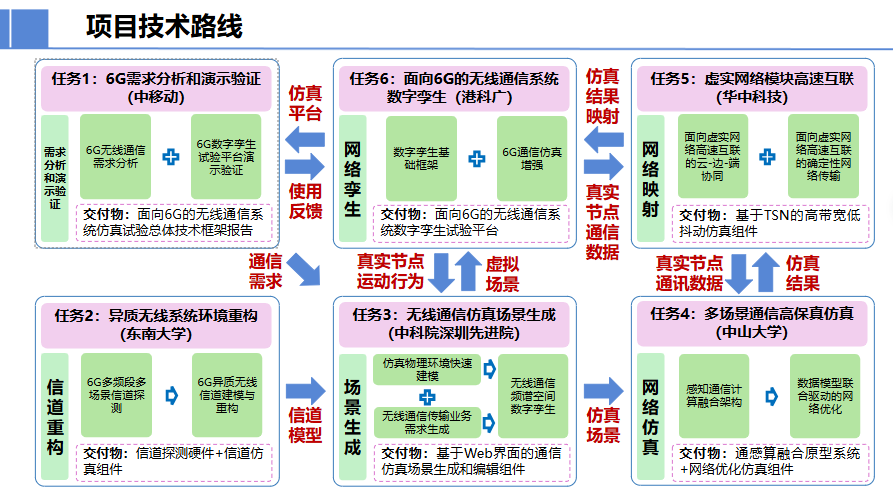 项目技术路线
任务1：6G需求分析和演示验证
(中移动)
需求
分析
和演
示验
证
6G无线通信
需求分析
6G数字孪生
试验平台演
示验证
交付物：面向6G的无线通信系
统仿真试验总体技术框架报告
仿真
平台
使用
反馈
任务6：面向6G的无线通信系统
数字孪生（港科广）
网络孪生
数字孪生基
础框架
6G通信仿真
增强
交付物：面向6G的无线通信系
统数字孪生试验平台
仿真
结果
映射
真实
节点
通信
数据
任务5：虚实网络模块高速互联
(华中科技)
网络映射
面向虚实网
络高速互联
的云-边-端
协同
面向虚实网
络高速互联
的确定性网
络传输
交付物：基于TSN的高带宽低
抖动仿真组件
通信
需求
真实节点
运动行为
虚拟
场景
真实节点
通讯数据
仿真
结果
任务2：异质无线系统环境重构
(东南大学)
信道重构
6G多频段多
场景信道探
测
6G异质无线
信道建模与
重构
交付物：信道探测硬件+信道仿
真组件
信道
模型
任务3：无线通信仿真场景生成
(中科院深圳先进院)
场景生成
仿真物理环境快速
建模
无线通信传输业务
需求生成
无线通信
频谱空间
数字孪生
交付物：基于Web界面的通信
仿真场景生成和编辑组件
仿真
场景
任务4：多场景通信高保真仿真
(中山大学)
网络仿真
感知通信计
算融合架构
数据模型联
合驱动的网
络优化
交付物：通感算融合原型系统
+网络优化仿真组件